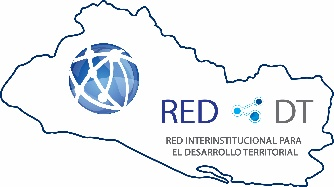 RED DT
RED INTERINSTITUCIONAL PARA
EL DESARROLLO TERRITORIAL